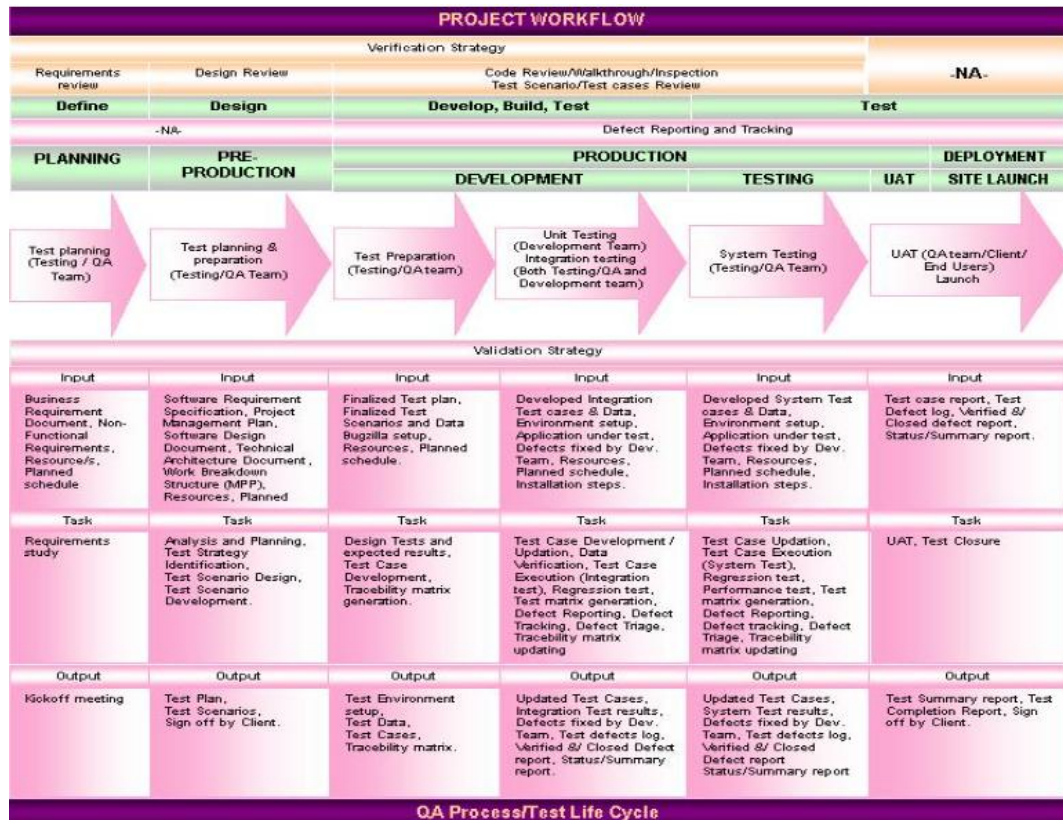 PROJECT WORKFLOW
Verification Strategy
Requirements
review
Design Review
Code Review/Walkthrough/Inspection
Test Scenario/Test cases Review
-NA-
Define
Design
Develop, Build, Test
Test
-NA-
Defect Reporting and Tracking
PLANNING
PRE-
PRODUCTION
PRODUCTION
DEPLOYMENT
DEVELOPMENT
TESTING
UAT
SITE LAUNCH
Test planning
(Testing / QA
Team)
Test planning &
preparation
(Testing/QA Team)
Test Preparation
(Testing/QA team)
Unit Testing
(Development Team)
Integration testing
(Both Testing/QA and
Development team)
System Testing
(Testing/QA Team)
UAT (QA team/Client/
End Users)
Launch
Validation Strategy
Input
Input
Input
Input
Input
Input
Business
Requirement
Document, Non-
Functional
Requirements,
Resource/s,
Planned
schedule
Software Requirement
Specification, Project
Management Plan,
Software Design
Document, Technical
Architecture Document,
Work Breakdown
Structure (MPP),
Resources, Planned
Finalized Test plan,
Finalized Test
Scenarios and Data
Bugzilla setup,
Resources, Planned
schedule.
Developed Integration
Test cases & Data,
Environment setup,
Application under test,
Defects fixed by Dev.
Team, Resources,
Planned schedule,
Installation steps.
Developed System Test
cases & Data,
Environment setup,
Application under test,
Defects fixed by Dev.
Team, Resources,
Planned schedule,
Installation steps.
Test case report, Test
Defect log, Verified &/
Closed defect report,
Status/Summary report.
Task
Task
Task
Task
Task
Task
Requirements
study
Analysis and Planning,
Test Strategy
Identification,
Test Scenario Design,
Test Scenario
Development.
Design Tests and
expected results,
Test Case
Development,
Tracebility matrix
generation.
Test Case Development /
Updation, Data
Verification, Test Case
Execution (Integration
test), Regression test,
Test matrix generation,
Defect Reporting, Defect
Tracking, Defect Triage,
Tracebility matrix
updating
Test Case Updation,
Test Case Execution
(System Test),
Regression test,
Performance test, Test
matrix generation,
Defect Reporting,
Defect tracking, Defect
Triage, Tracebility
matrix updating
UAT, Test Closure
Output
Output
Output
Output
Output
Output
Kickoff meeting
Test Plan,
Test Scenarios,
Sign off by Client.
Test Environment
setup,
Test Data,
Test Cases,
Tracebility matrix.
Updated Test Cases,
Integration Test results,
Defects fixed by Dev.
Team, Test defects log,
Verified &/ Closed Defect
report, Status/Summary
report.
Updated Test Cases,
System Test results,
Defects fixed by Dev.
Team, Test defects log,
Verified &/ Closed
Defect report
Status/Summary report
Test Summary report, Test
Completion Report, Sign
off by Client.
QA Process/Test Life Cycle